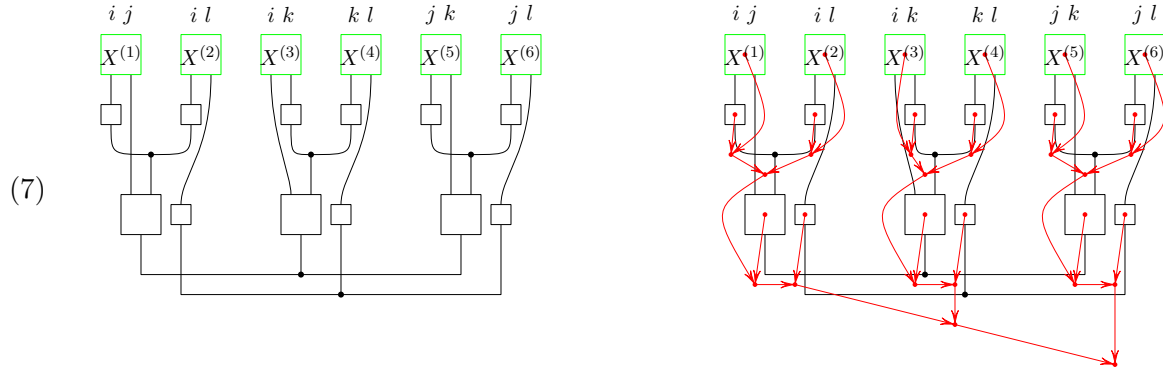 i j i l i k k l j k j l i j i l i k k l j k j l
X^(1) X^(2) X^(3) X^(4) X^(5) X^(6) X^(1) X^(2) X^(3) X^(4) X^(5) X^(6)
(7)